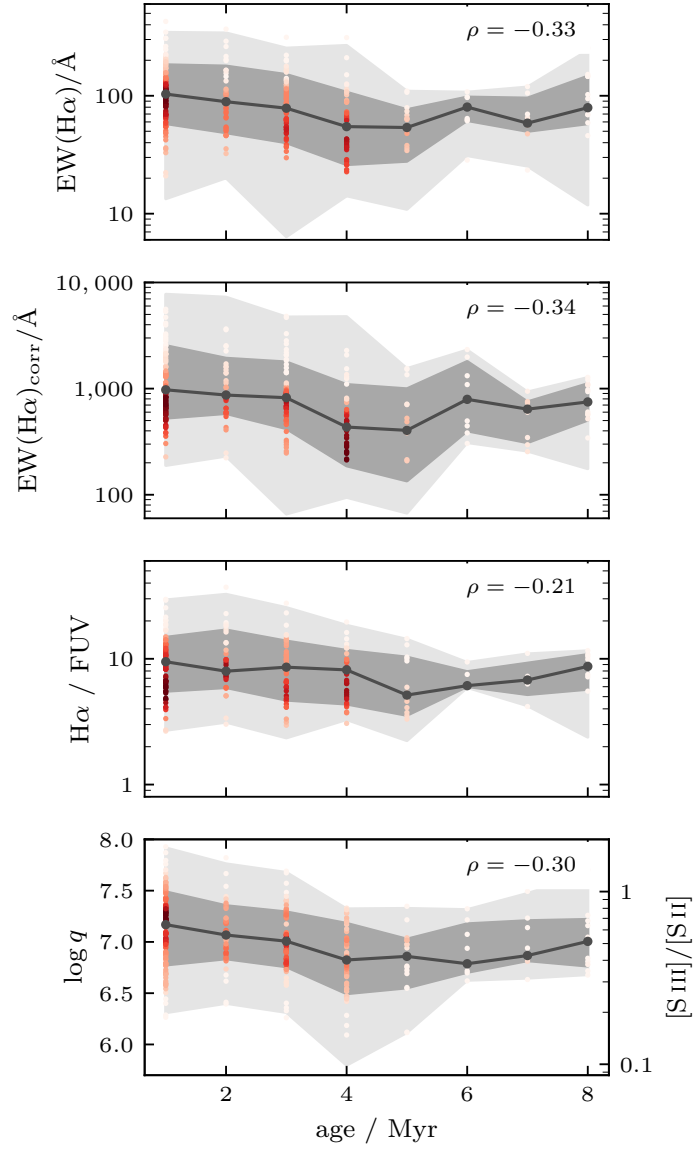 ρ = −0.33
100
10
EW(Hα)/Å
ρ = −0.34
10,000
1,000
100
EW(Hα)corr/Å
ρ = −0.21
10
1
Hα / FUV
ρ = −0.30
8.0
7.5
7.0
6.5
6.0
log q
1
0.1
[S III]/[S II]
2 4 6 8
age / Myr